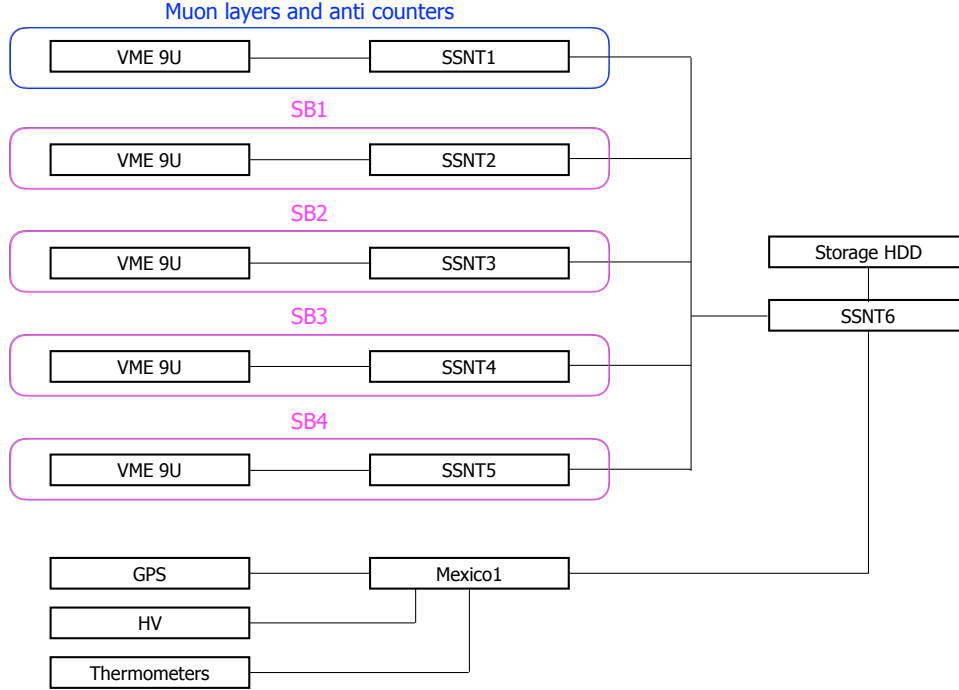 Muon layers and anti counters
VME 9U
SSNT1
SB1
VME 9U
SSNT2
SB2
VME 9U
SSNT3
Storage HDD
SB3
SSNT6
VME 9U
SSNT4
SB4
VME 9U
SSNT5
GPS
Mexico1
HV
Thermometers